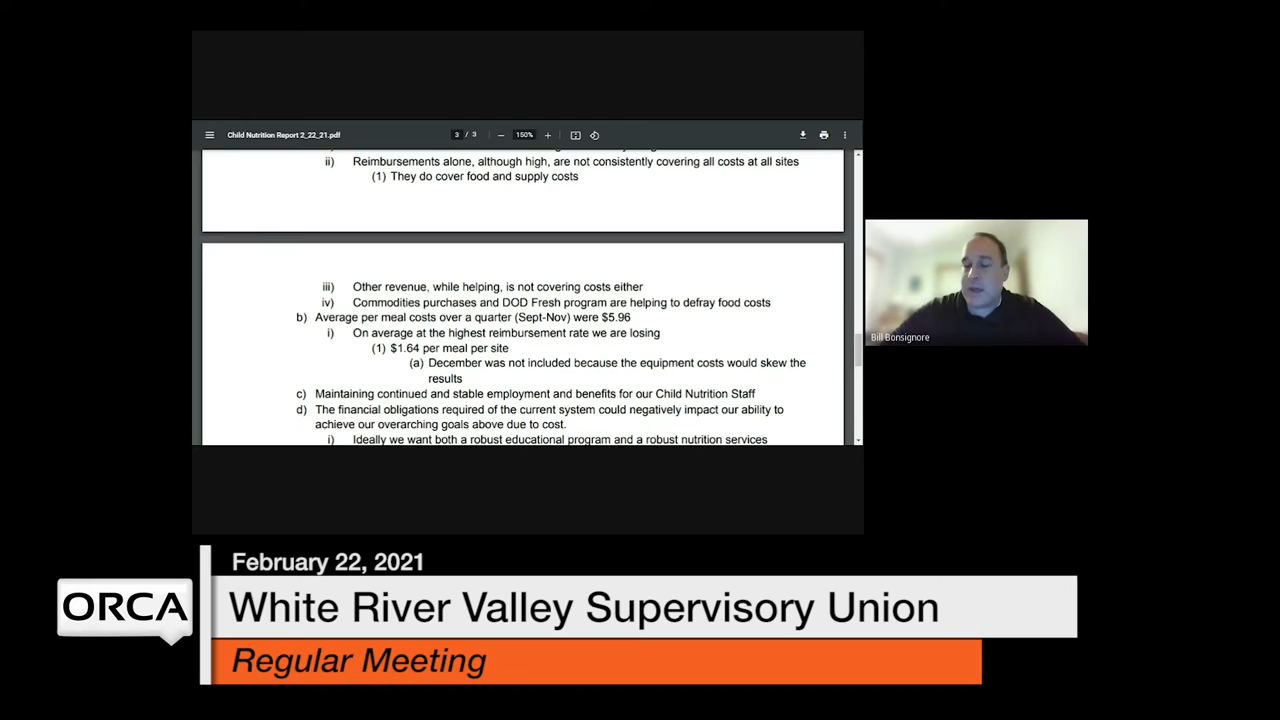 Child Nutrition Report 2_22_21.pdf
3 / 3
150%
ii) Reimbursements alone, although high, are not consistently covering all costs at all sites
(1) They do cover food and supply costs
iii) Other revenue, while helping, is not covering costs either
iv) Commodities purchases and DOD Fresh program are helping to defray food costs
b) Average per meal costs over a quarter (Sept-Nov) were $5.96
i) On average at the highest reimbursement rate we are losing
(1) $1.64 per meal per site
(a) December was not included because the equipment costs would skew the
results
c) Maintaining continued and stable employment and benefits for our Child Nutrition Staff
d) The financial obligations required of the current system could negatively impact our ability to
achieve our overarching goals above due to cost.
i) Ideally we want both a robust educational program and a robust nutrition services
Bill Bonsignore
February 22, 2021
ORCA
White River Valley Supervisory Union
Regular Meeting